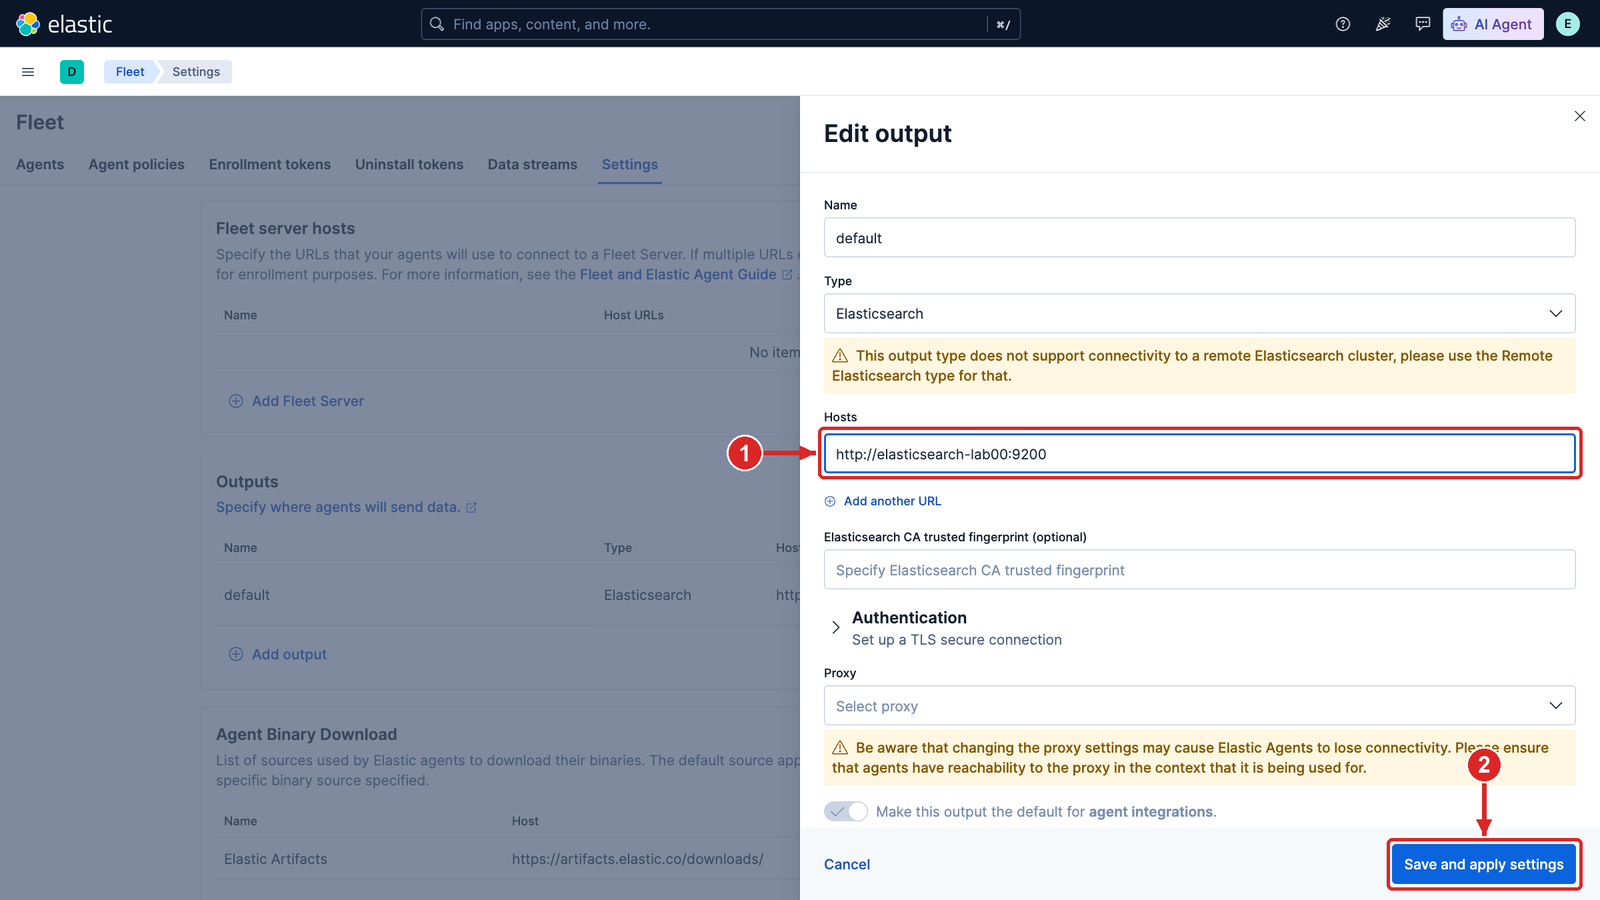 elastic
Find apps, content, and more.
⌘/
AI Agent
E
D
Fleet
Settings
Fleet
Agents
Agent policies
Enrollment tokens
Uninstall tokens
Data streams
Settings
Fleet server hosts
Specify the URLs that your agents will use to connect to a Fleet Server. If multiple URLs
for enrollment purposes. For more information, see the Fleet and Elastic Agent Guide .
Name
Host URLs
No item
Add Fleet Server
Outputs
Specify where agents will send data.
Name
Type
Hos
default
Elasticsearch
http
Add output
Agent Binary Download
List of sources used by Elastic agents to download their binaries. The default source app
specific binary source specified.
Name
Host
Elastic Artifacts
https://artifacts.elastic.co/downloads/
Edit output
Name
default
Type
Elasticsearch
This output type does not support connectivity to a remote Elasticsearch cluster, please use the Remote
Elasticsearch type for that.
Hosts
1
http://elasticsearch-lab00:9200
Add another URL
Elasticsearch CA trusted fingerprint (optional)
Specify Elasticsearch CA trusted fingerprint
Authentication
Set up a TLS secure connection
Proxy
Select proxy
Be aware that changing the proxy settings may cause Elastic Agents to lose connectivity. Please ensure
that agents have reachability to the proxy in the context that it is being used for.
2
Make this output the default for agent integrations.
Cancel
Save and apply settings